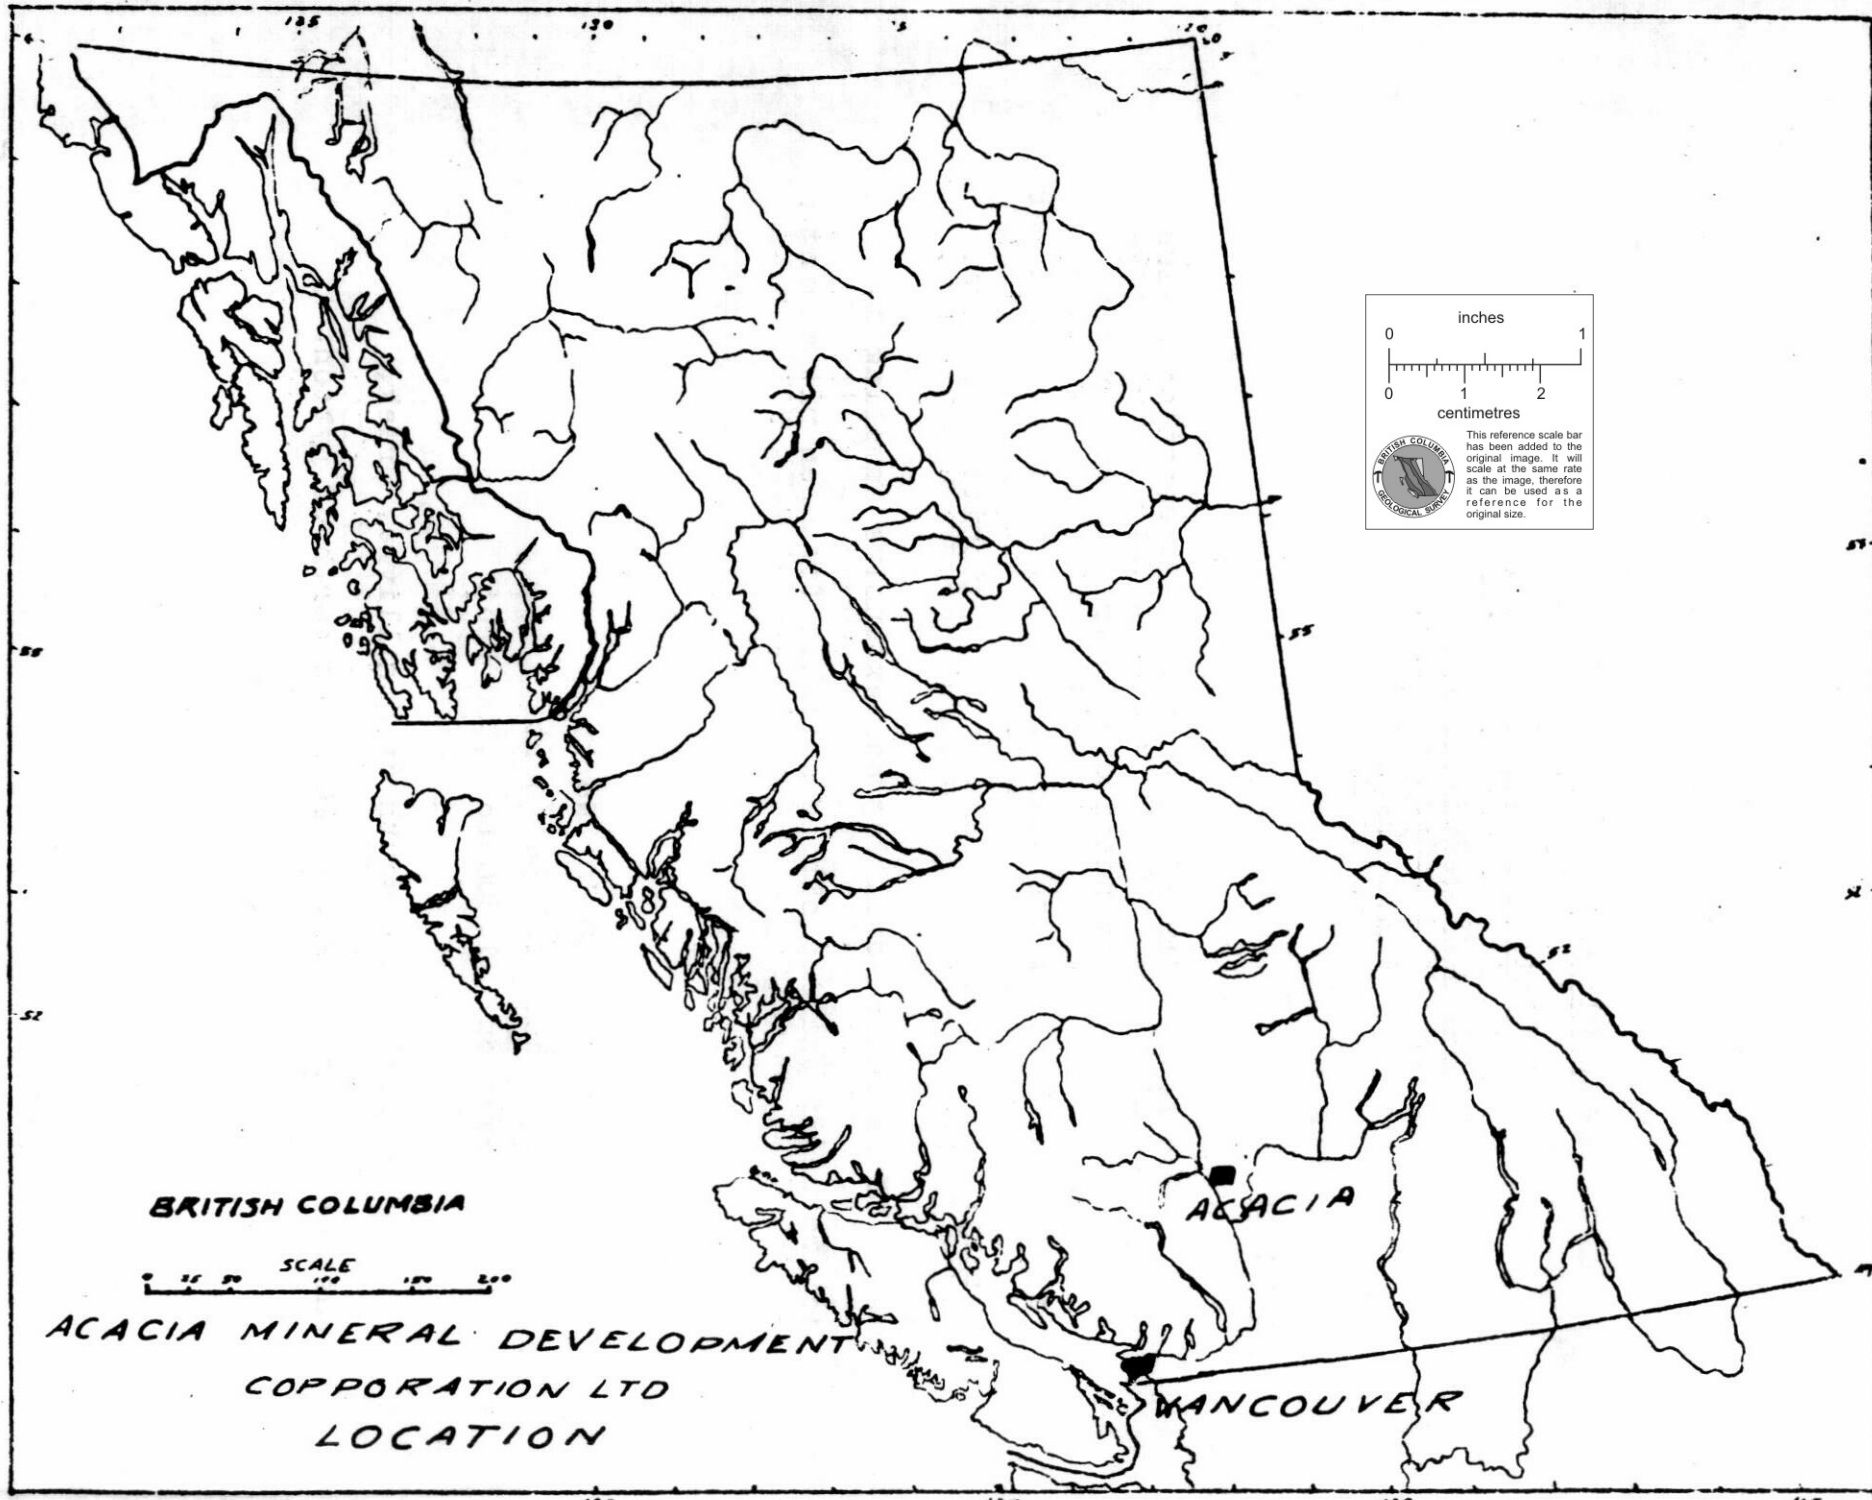 135
130
120
inches
0 1
0 1 2
centimetres
BRITISH COLUMBIA
GEOLOGICAL SURVEY
This reference scale bar
has been added to the
original image. It will
scale at the same rate
as the image, therefore
it can be used as a
reference for the
original size.
55
52
52
ACACIA
BRITISH COLUMBIA
SCALE
0 25 50 100 150 200
ACACIA MINERAL DEVELOPMENT
COPPORATION LTD
LOCATION
VANCOUVER